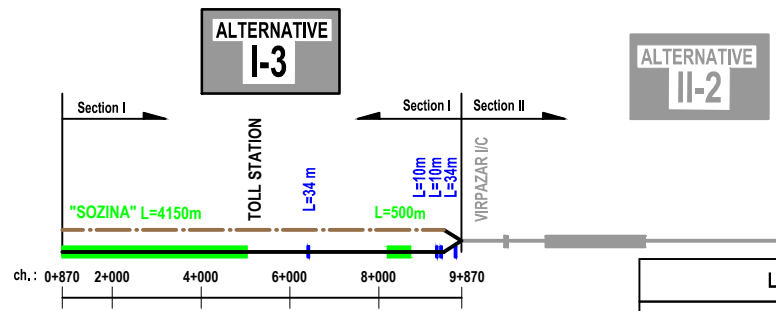 ALTERNATIVE
I-3
ALTERNATIVE
II-2
Section I
Section I
Section II
TOLL STATION
L=34 m
L=10m
L=10m
L=34m
VIRPAZAR I/C
"SOZINA" L=4150m
L=500m
ch.: 0+870 2+000 4+000 6+000 8+000 9+870
L